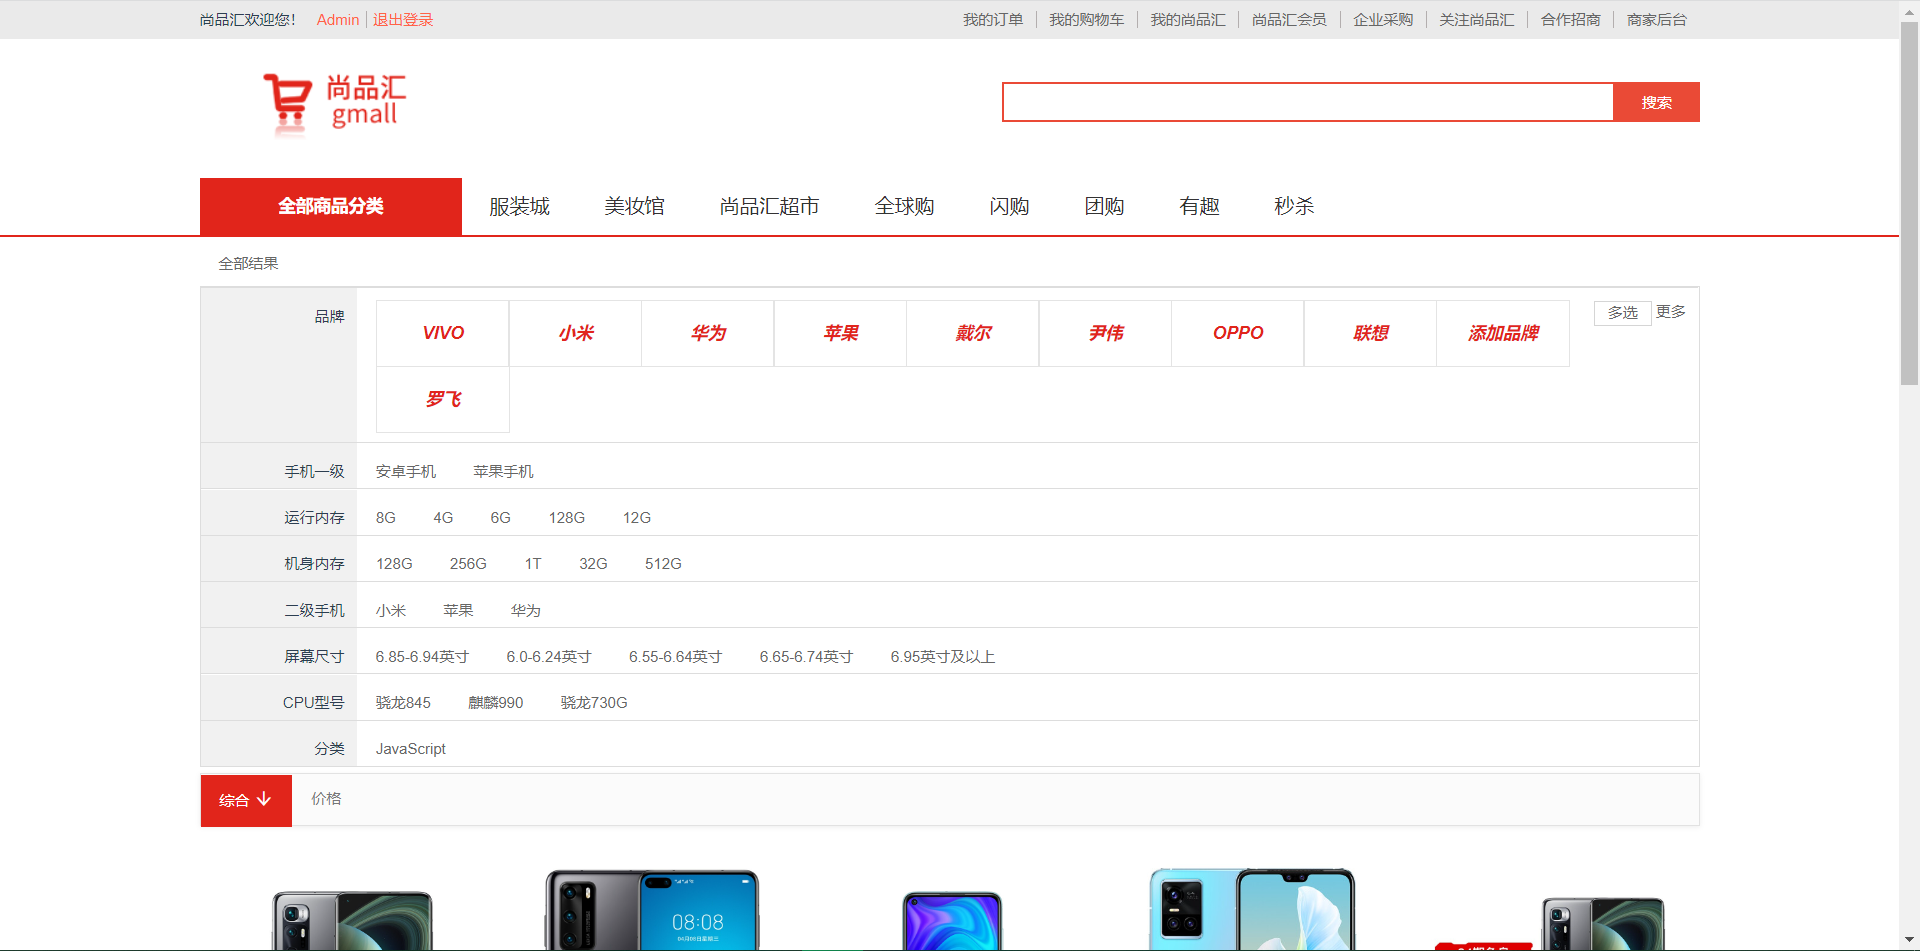 尚品汇欢迎您! Admin 退出登录 我的订单 我的购物车 我的尚品汇 尚品汇会员 企业采购 关注尚品汇 合作招商 商家后台
尚品汇
gmall
搜索
全部商品分类 服装城 美妆馆 尚品汇超市 全球购 闪购 团购 有趣 秒杀
全部结果
品牌 VIVO 小米 华为 苹果 戴尔 尹伟 OPPO 联想 添加品牌 多选 更多
罗飞
手机一级 安卓手机 苹果手机
运行内存 8G 4G 6G 128G 12G
机身内存 128G 256G 1T 32G 512G
二级手机 小米 苹果 华为
屏幕尺寸 6.85-6.94英寸 6.0-6.24英寸 6.55-6.64英寸 6.65-6.74英寸 6.95英寸及以上
CPU型号 骁龙845 麒麟990 骁龙730G
分类 JavaScript
综合 价格
08:08